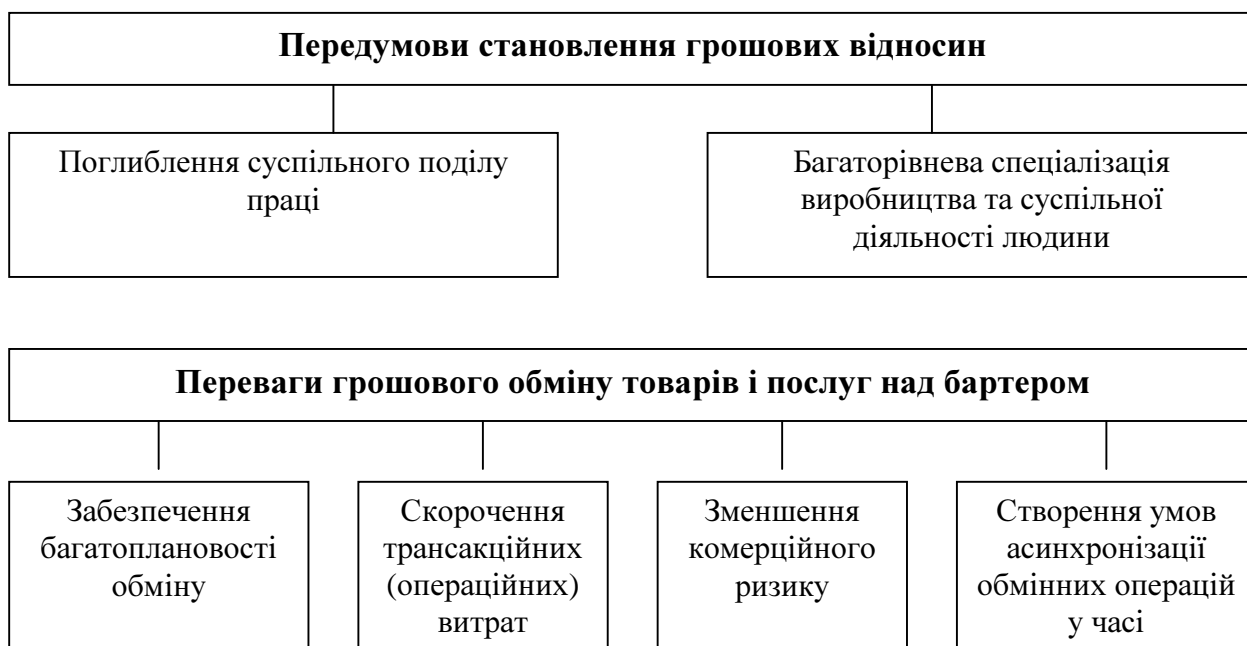 Передумови становлення грошових відносин
Поглиблення суспільного поділу
праці
Багаторівнева спеціалізація
виробництва та суспільної
діяльності людини
Переваги грошового обміну товарів і послуг над бартером
Забезпечення
багатоплановості
обміну
Скорочення
трансакційних
(операційних)
витрат
Зменшення
комерційного
ризику
Створення умов
асинхронізації
обмінних операцій
у часі